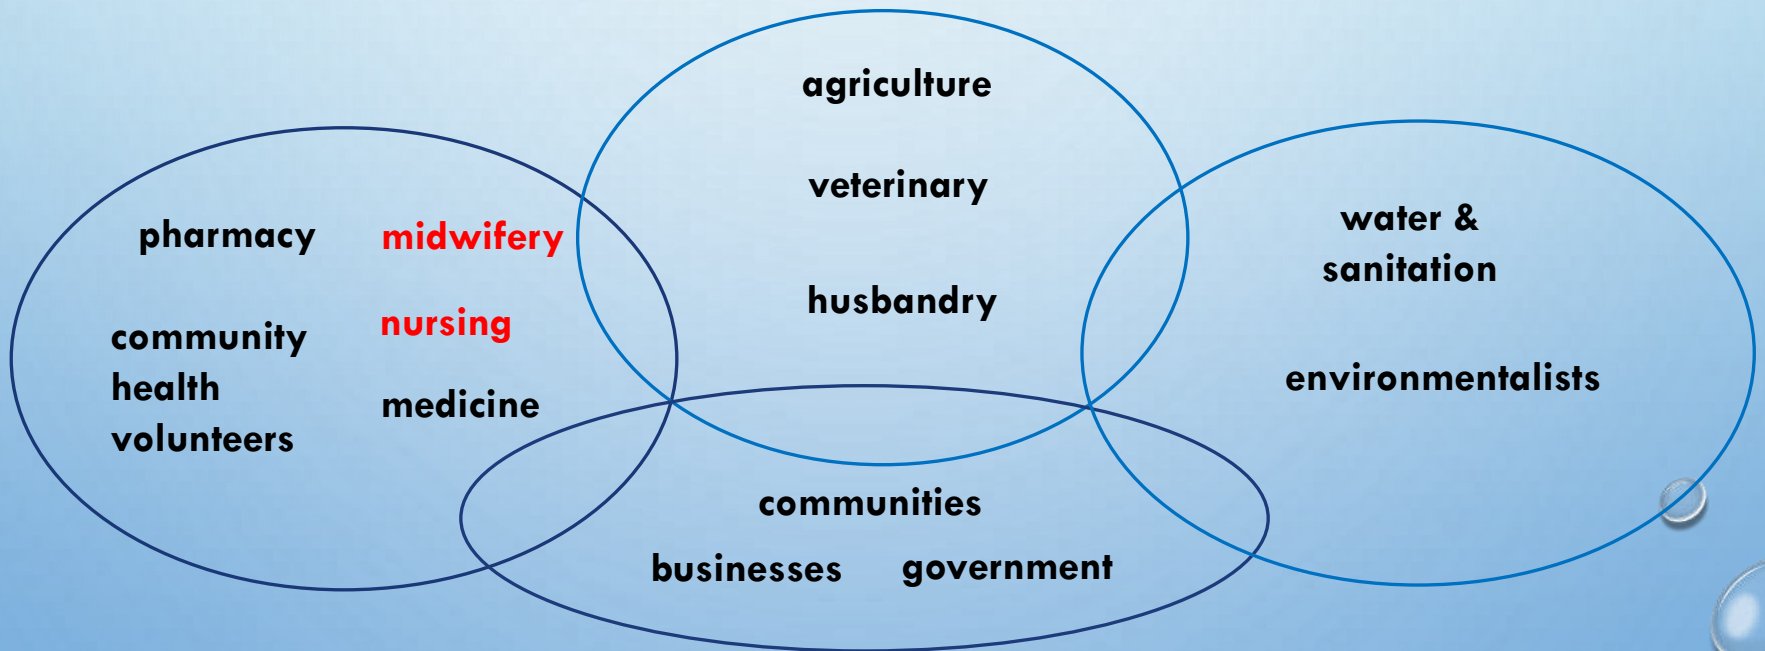 agriculture
veterinary
husbandry
pharmacy
midwifery
community
health
volunteers
nursing
medicine
water &
sanitation
environmentalists
communities
businesses
government